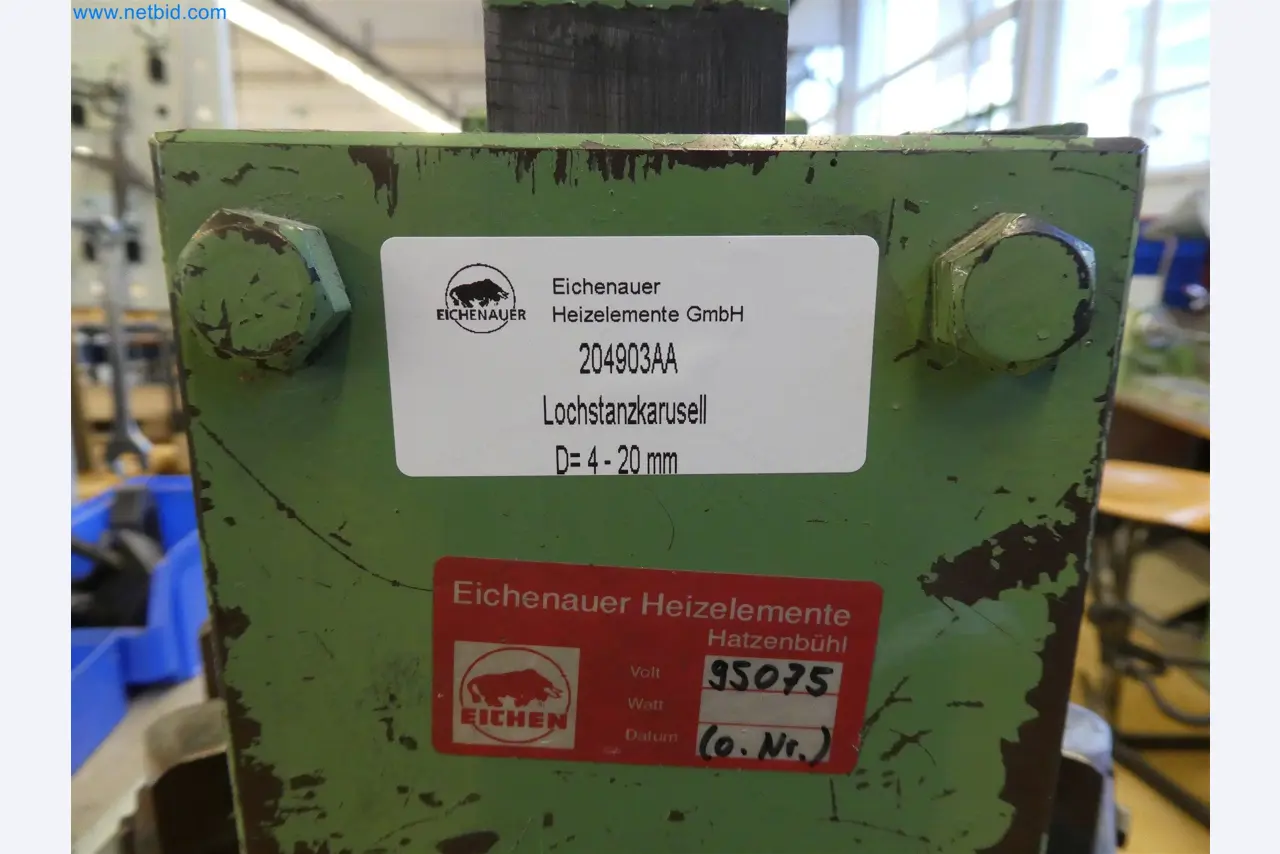 www.netbid.com
EICHENAUER
Eichenauer
Heizelemente GmbH
204903AA
Lochstanzkarusell
D= 4 - 20 mm
Eichenauer Heizelemente
Hatzenbühl
EICHEN
Volt 95075
Watt
Datum (o. Nr.)